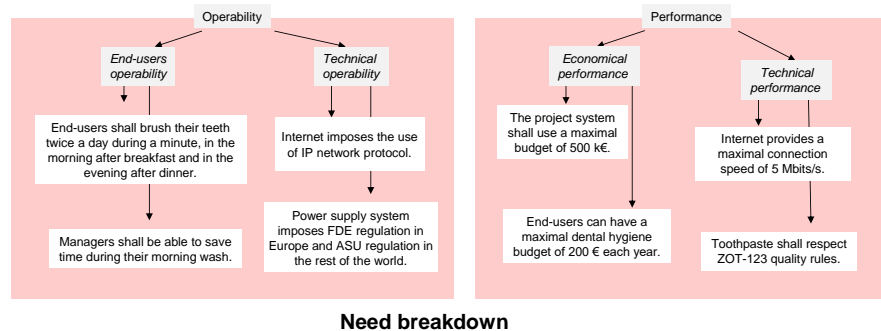 Operability
End-users
operability
Technical
operability
End-users shall brush their teeth
twice a day during a minute, in the
morning after breakfast and in the
evening after dinner.
Internet imposes the use
of IP network protocol.
Managers shall be able to save
time during their morning wash.
Power supply system
imposes FDE regulation in
Europe and ASU regulation in
the rest of the world.
Performance
Economical
performance
Technical
performance
The project system
shall use a maximal
budget of 500 k€.
Internet provides a
maximal connection
speed of 5 Mbits/s.
End-users can have a
maximal dental hygiene
budget of 200 € each year.
Toothpaste shall respect
ZOT-123 quality rules.
Need breakdown